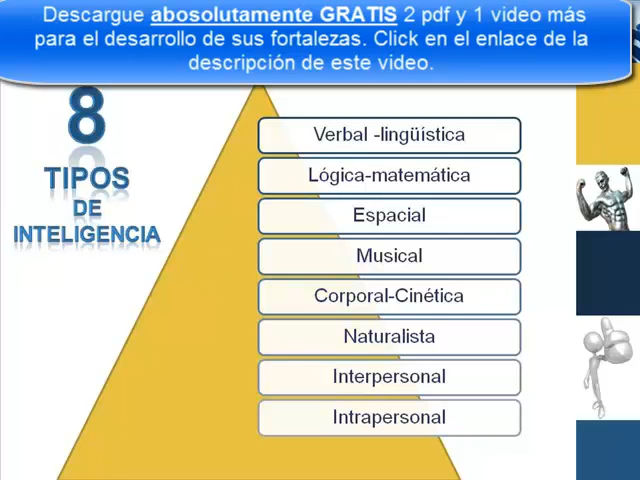 Descargue abosolutamente GRATIS 2 pdf y 1 video más
para el desarrollo de sus fortalezas. Click en el enlace de la
descripción de este video.
8
TIPOS
DE
INTELIGENCIA
Verbal -lingüística
Lógica-matemática
Espacial
Musical
Corporal-Cinética
Naturalista
Interpersonal
Intrapersonal